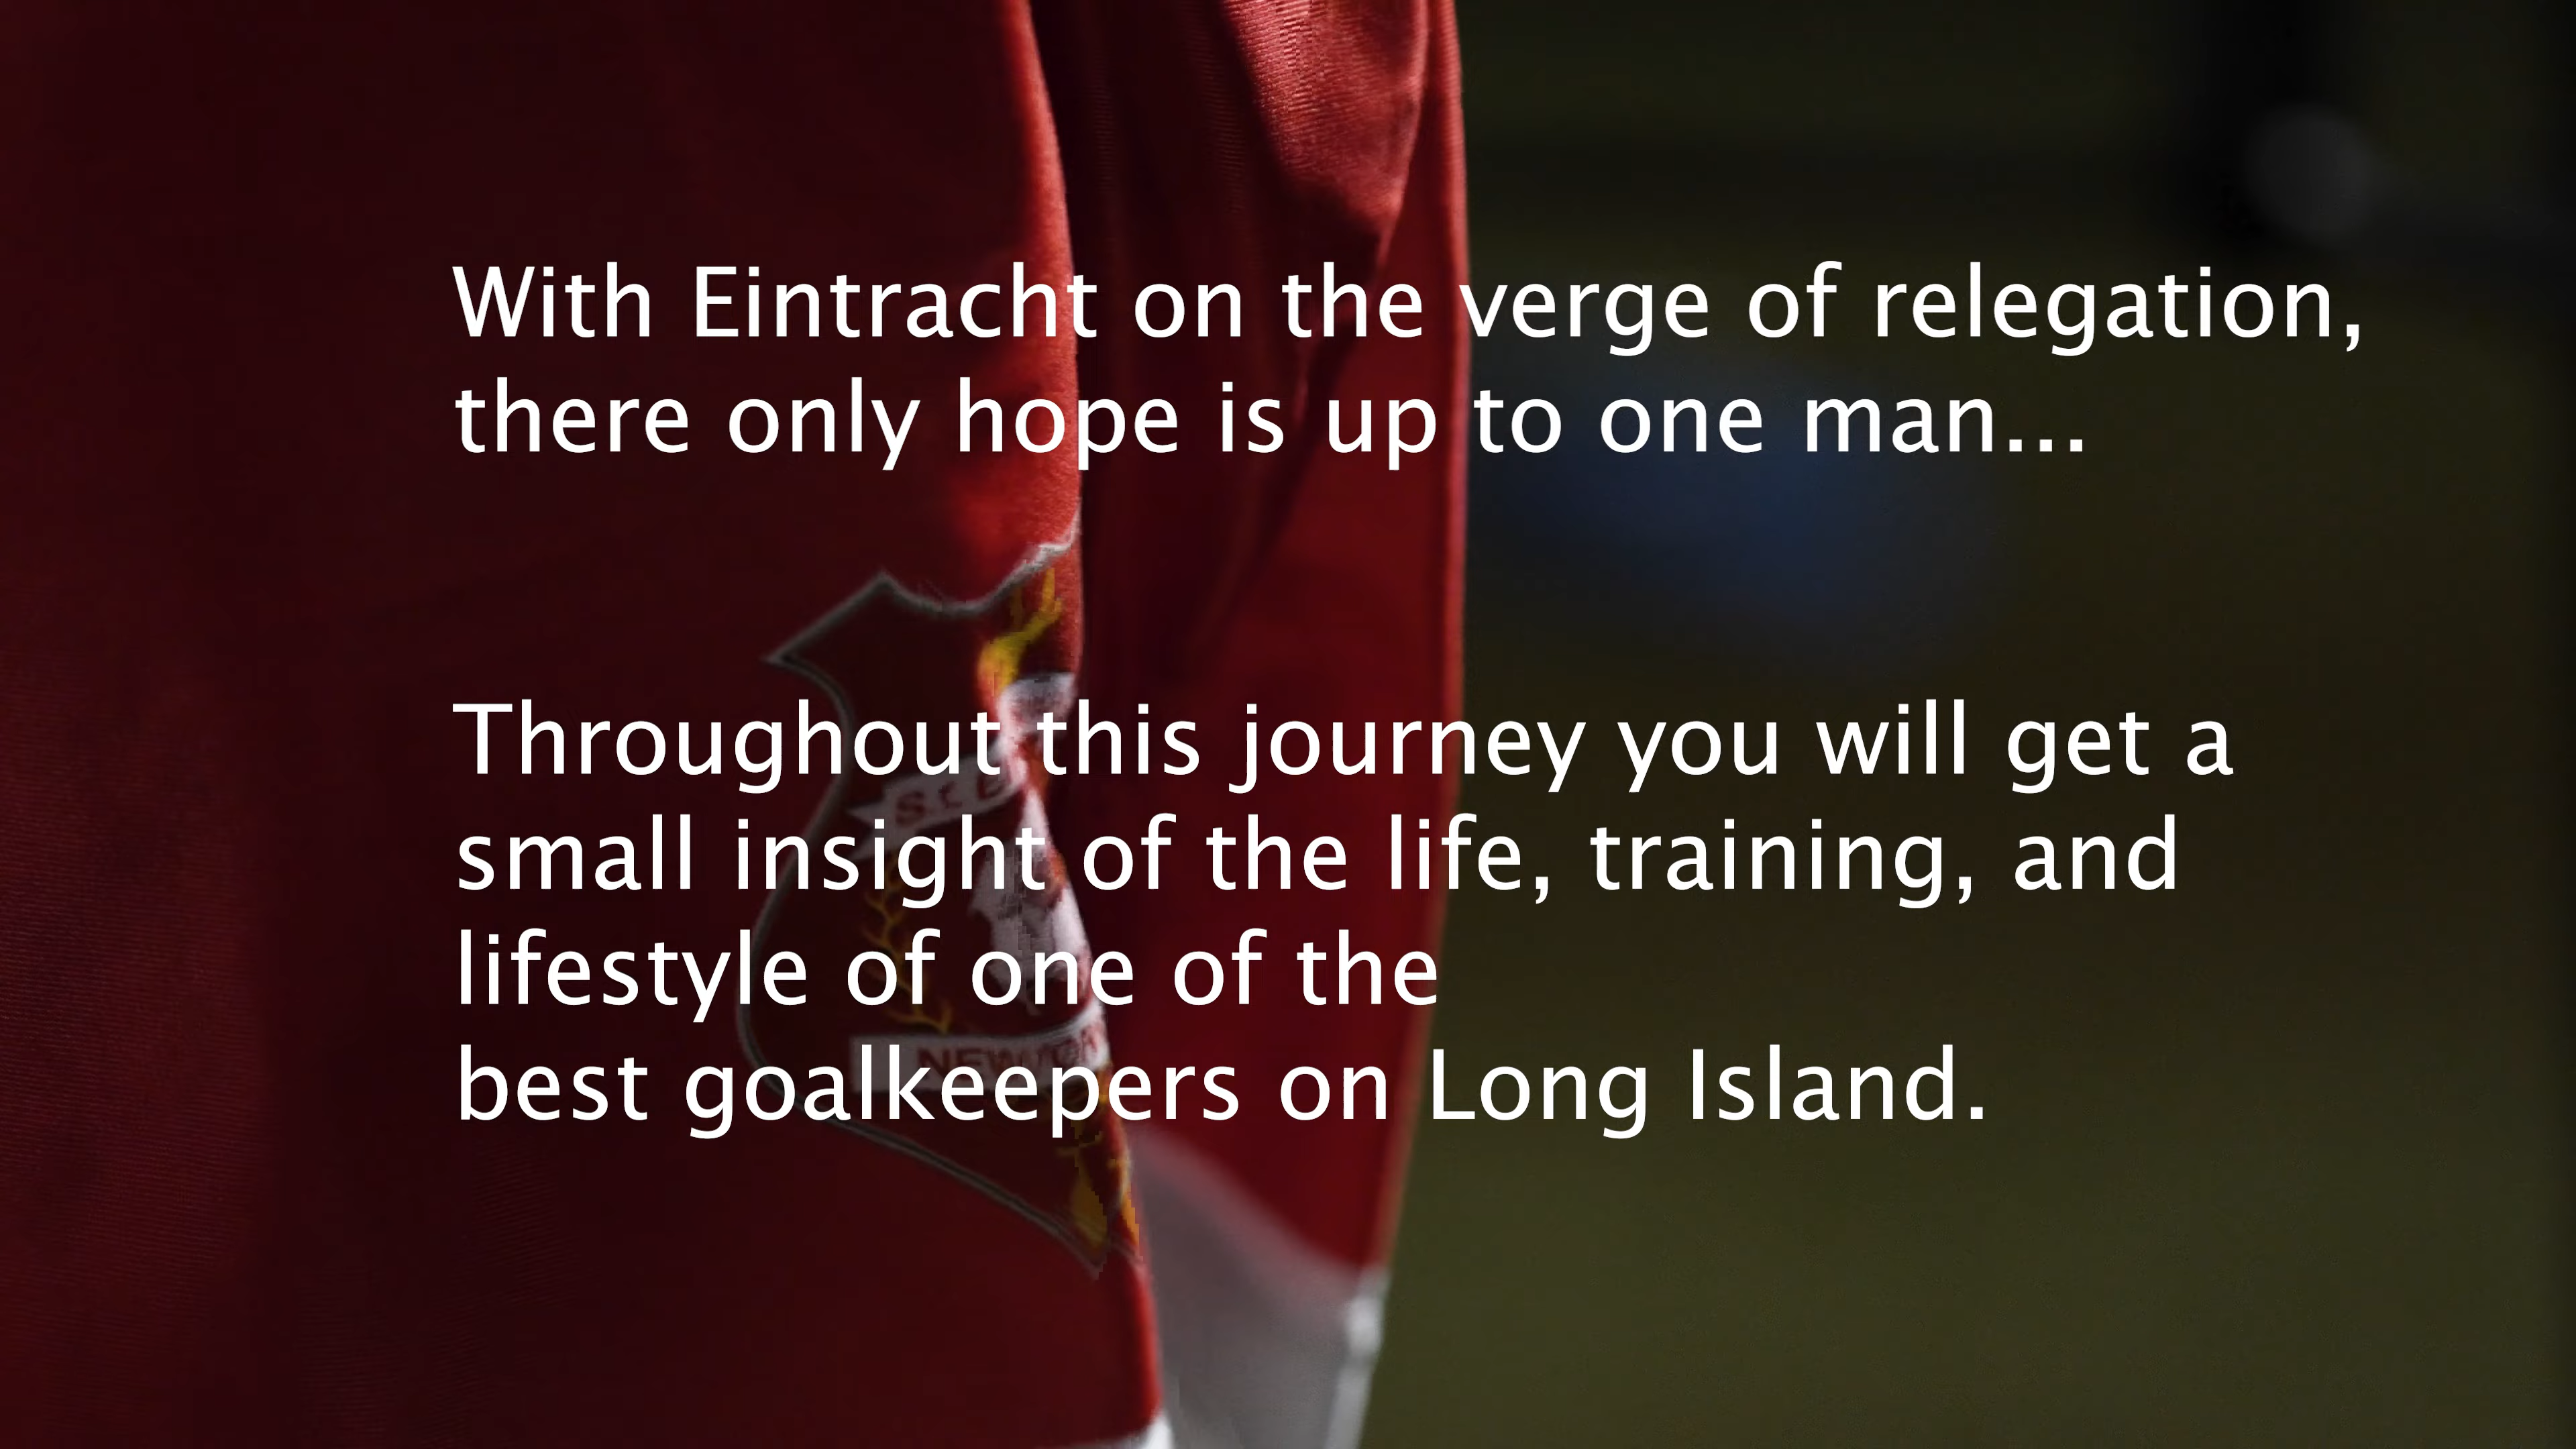 With Eintracht on the verge of relegation,
there only hope is up to one man...
Throughout this journey you will get a
small insight of the life, training, and
lifestyle of one of the
best goalkeepers on Long Island.